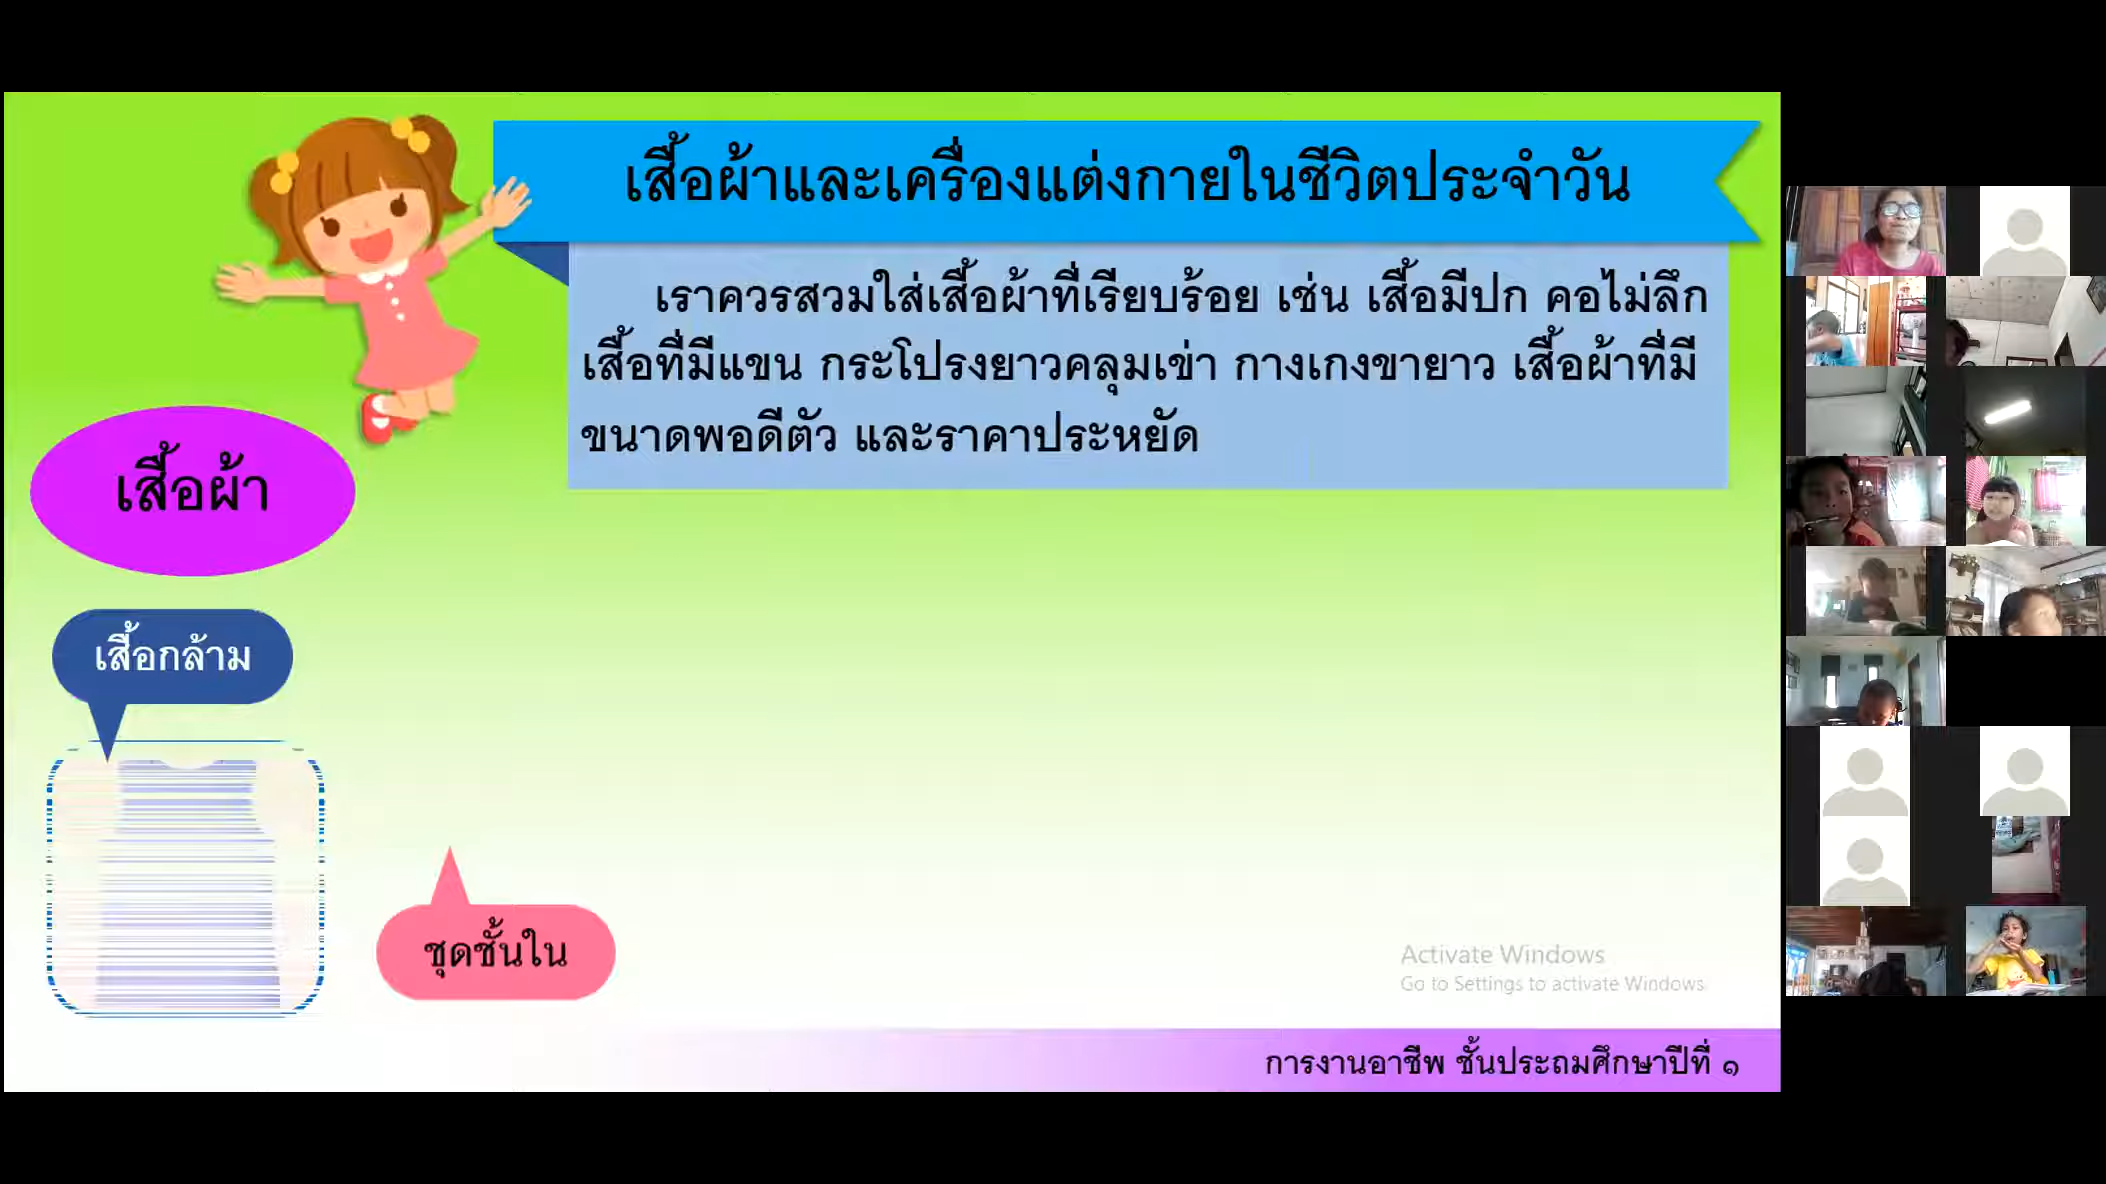 เสื้อผ้าและเครื่องแต่งกายในชีวิตประจำวัน
เราควรสวมใส่เสื้อผ้าที่เรียบร้อย เช่น เสื้อมีปก คอไม่ลึก
เสื้อที่มีแขน กระโปรงยาวคลุมเข่า กางเกงขายาว เสื้อผ้าที่มี
ขนาดพอดีตัว และราคาประหยัด
เสื้อผ้า
เสื้อกล้าม
ชุดชั้นใน
Activate Windows
Go to Settings to activate Windows.
การงานอาชีพ ชั้นประถมศึกษาปีที่ ๑